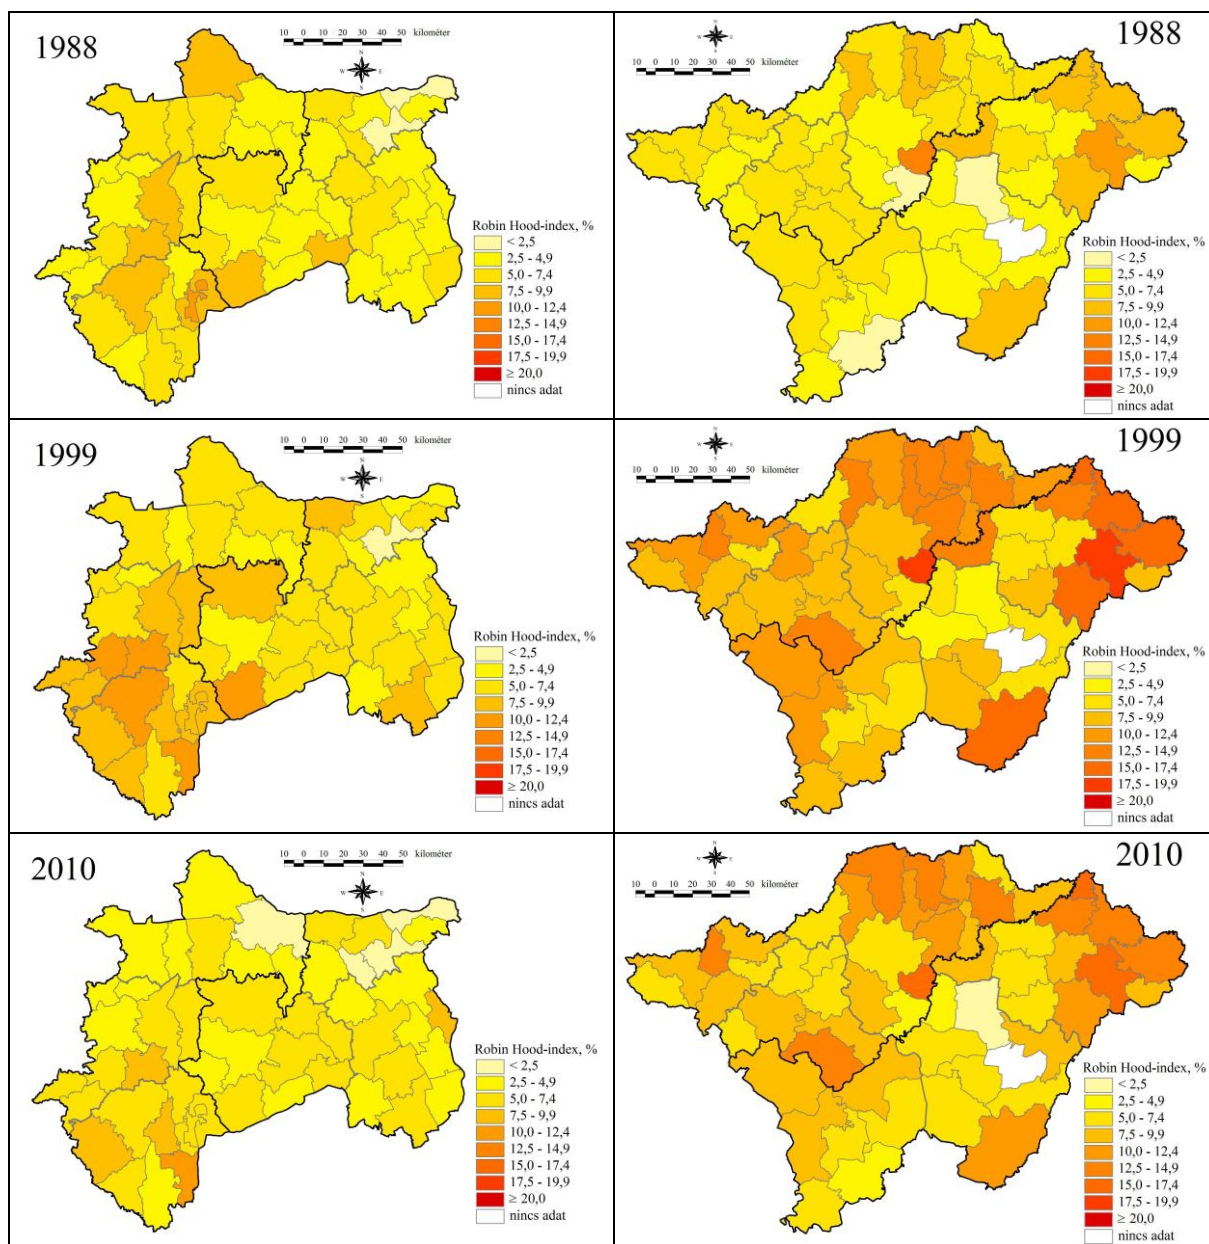 1988
10 0 10 20 30 40 50 kilométer
N
W E
S
Robin Hood-index, %
< 2,5
2,5 - 4,9
5,0 - 7,4
7,5 - 9,9
10,0 - 12,4
12,5 - 14,9
15,0 - 17,4
17,5 - 19,9
≥ 20,0
nincs adat
1988
N
W E
S
10 0 10 20 30 40 50 kilométer
Robin Hood-index, %
< 2,5
2,5 - 4,9
5,0 - 7,4
7,5 - 9,9
10,0 - 12,4
12,5 - 14,9
15,0 - 17,4
17,5 - 19,9
≥ 20,0
nincs adat
1999
10 0 10 20 30 40 50 kilométer
N
W E
S
Robin Hood-index, %
< 2,5
2,5 - 4,9
5,0 - 7,4
7,5 - 9,9
10,0 - 12,4
12,5 - 14,9
15,0 - 17,4
17,5 - 19,9
≥ 20,0
nincs adat
1999
N
W E
S
10 0 10 20 30 40 50 kilométer
Robin Hood-index, %
< 2,5
2,5 - 4,9
5,0 - 7,4
7,5 - 9,9
10,0 - 12,4
12,5 - 14,9
15,0 - 17,4
17,5 - 19,9
≥ 20,0
nincs adat
2010
10 0 10 20 30 40 50 kilométer
N
W E
S
Robin Hood-index, %
< 2,5
2,5 - 4,9
5,0 - 7,4
7,5 - 9,9
10,0 - 12,4
12,5 - 14,9
15,0 - 17,4
17,5 - 19,9
≥ 20,0
nincs adat
2010
N
W E
S
10 0 10 20 30 40 50 kilométer
Robin Hood-index, %
< 2,5
2,5 - 4,9
5,0 - 7,4
7,5 - 9,9
10,0 - 12,4
12,5 - 14,9
15,0 - 17,4
17,5 - 19,9
≥ 20,0
nincs adat